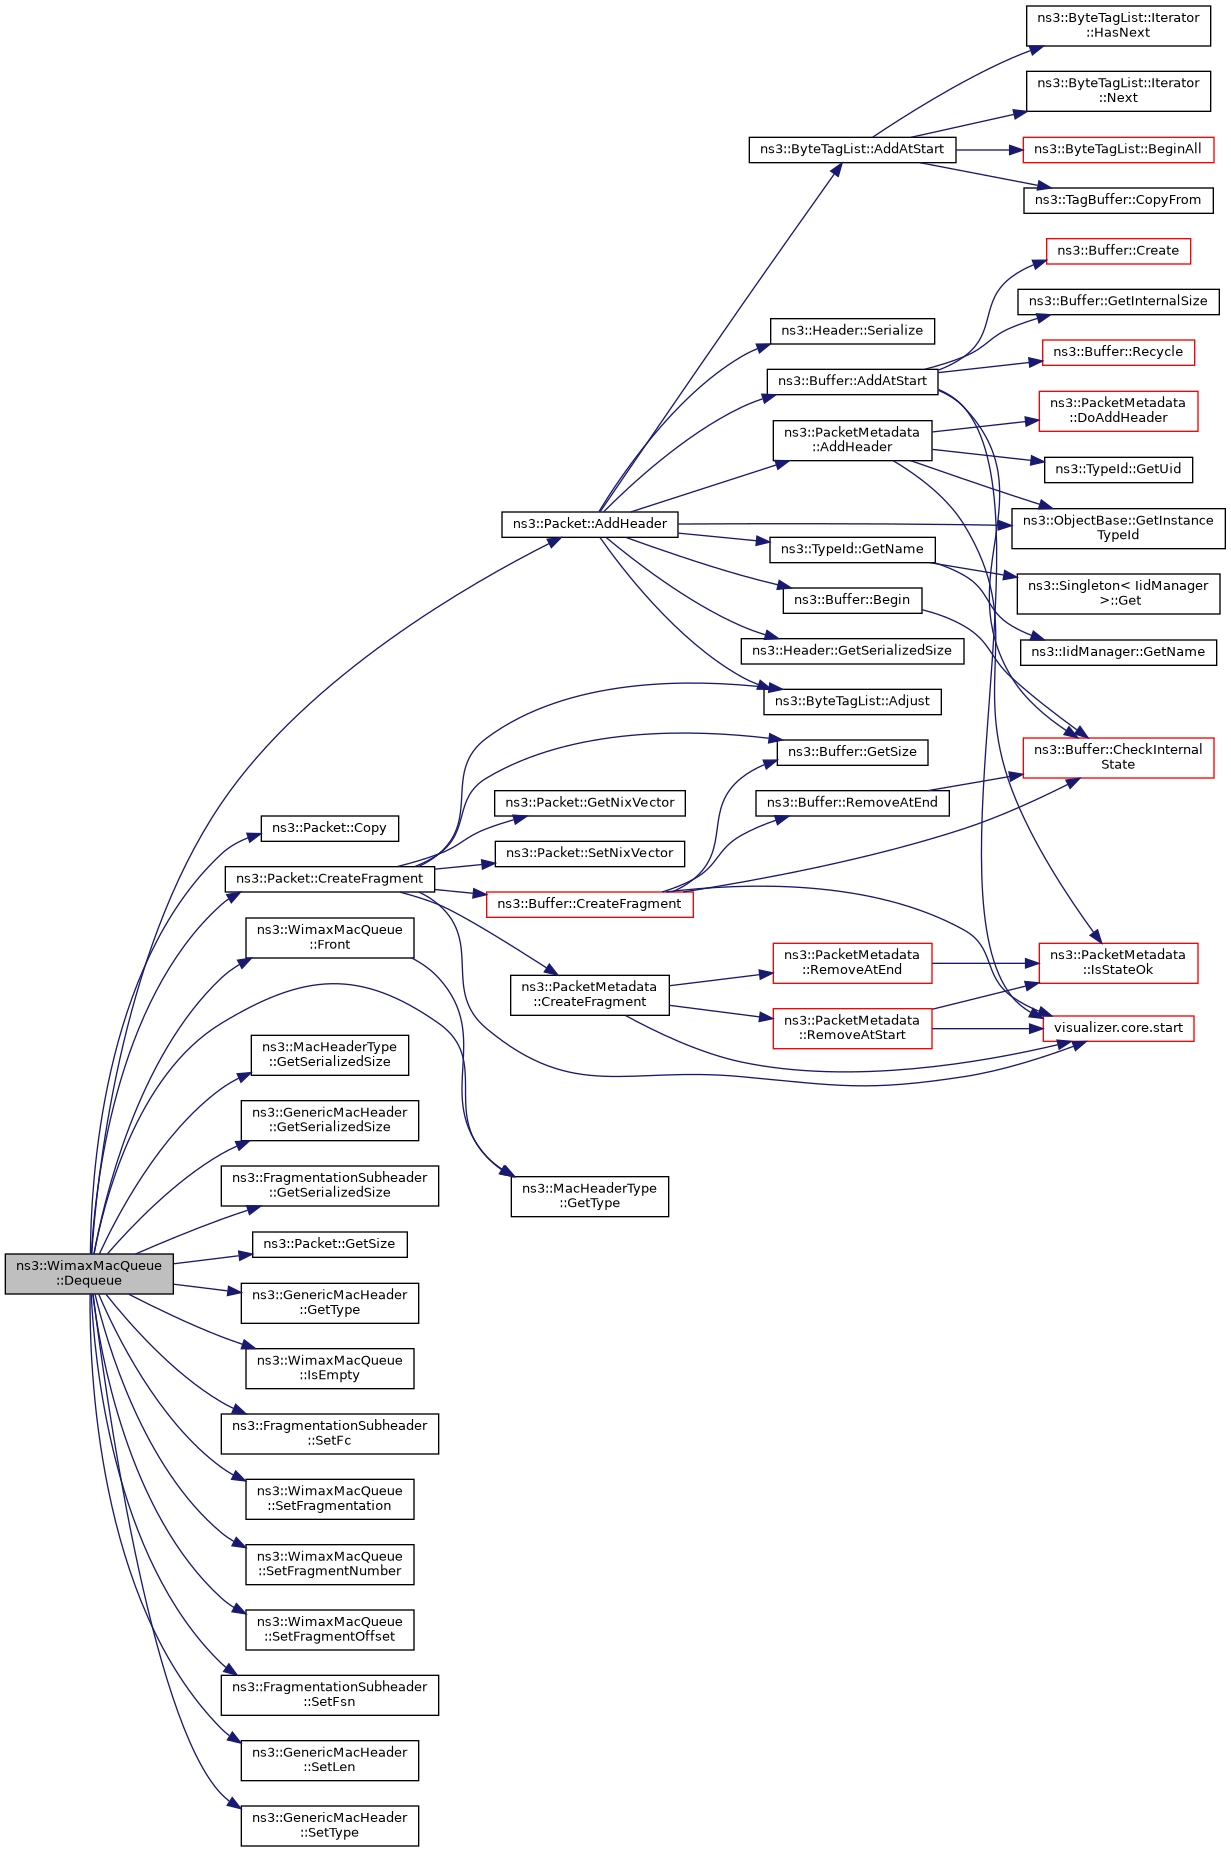 ns3::ByteTagList::Iterator
::HasNext
ns3::ByteTagList::Iterator
::Next
ns3::ByteTagList::AddAtStart
ns3::ByteTagList::BeginAll
ns3::TagBuffer::CopyFrom
ns3::Buffer::Create
ns3::Buffer::GetInternalSize
ns3::Header::Serialize
ns3::Buffer::Recycle
ns3::Buffer::AddAtStart
ns3::PacketMetadata
::DoAddHeader
ns3::PacketMetadata
::AddHeader
ns3::TypeId::GetUid
ns3::Packet::AddHeader
ns3::ObjectBase::GetInstance
TypeId
ns3::TypeId::GetName
ns3::Singleton< IidManager
>::Get
ns3::Buffer::Begin
ns3::Header::GetSerializedSize
ns3::IidManager::GetName
ns3::ByteTagList::Adjust
ns3::Buffer::GetSize
ns3::Buffer::CheckInternal
State
ns3::Packet::GetNixVector
ns3::Buffer::RemoveAtEnd
ns3::Packet::Copy
ns3::Packet::SetNixVector
ns3::Packet::CreateFragment
ns3::Buffer::CreateFragment
ns3::WimaxMacQueue
::Front
ns3::PacketMetadata
::RemoveAtEnd
ns3::PacketMetadata
::IsStateOk
ns3::PacketMetadata
::CreateFragment
ns3::PacketMetadata
::RemoveAtStart
visualizer.core.start
ns3::MacHeaderType
::GetSerializedSize
ns3::GenericMacHeader
::GetSerializedSize
ns3::FragmentationSubheader
::GetSerializedSize
ns3::MacHeaderType
::GetType
ns3::Packet::GetSize
ns3::WimaxMacQueue
::Dequeue
ns3::GenericMacHeader
::GetType
ns3::WimaxMacQueue
::IsEmpty
ns3::FragmentationSubheader
::SetFc
ns3::WimaxMacQueue
::SetFragmentation
ns3::WimaxMacQueue
::SetFragmentNumber
ns3::WimaxMacQueue
::SetFragmentOffset
ns3::FragmentationSubheader
::SetFsn
ns3::GenericMacHeader
::SetLen
ns3::GenericMacHeader
::SetType